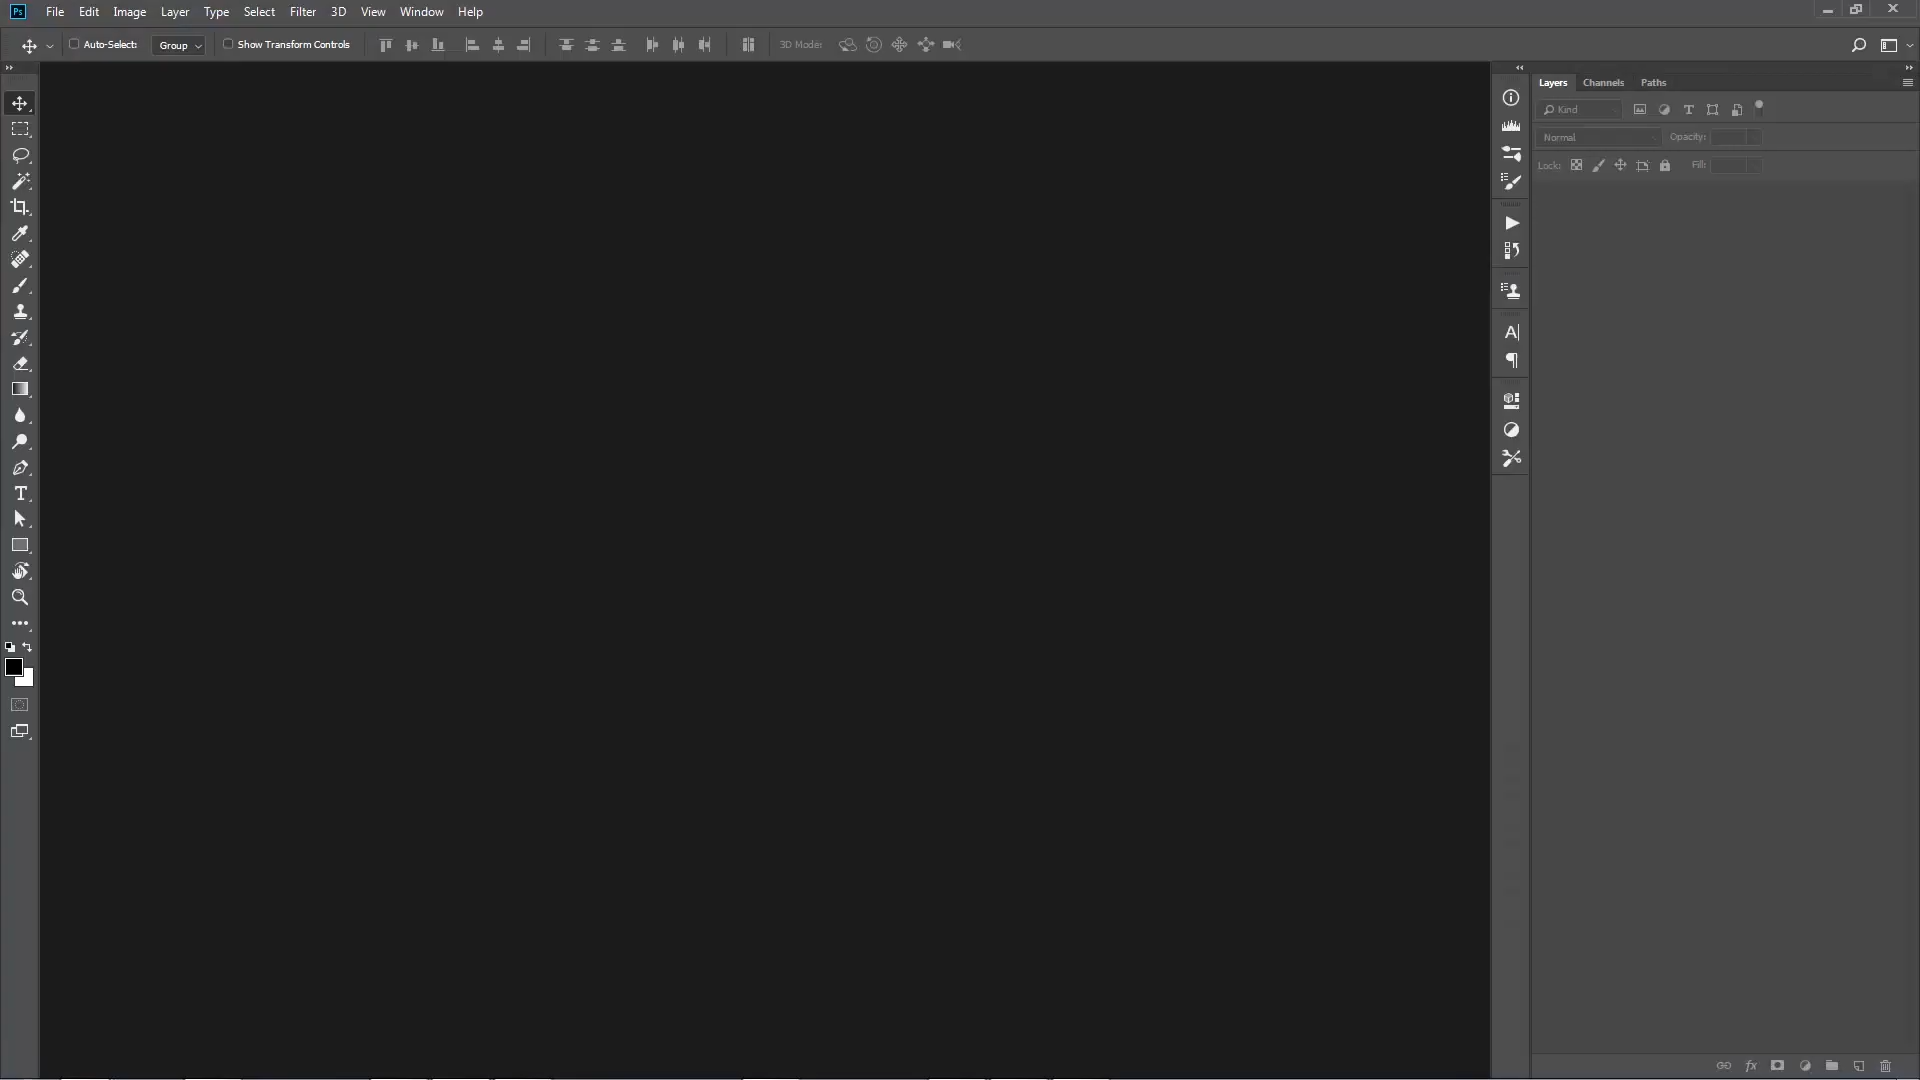 Ps File Edit Image Layer Type Select Filter 3D View Window Help
Auto-Select: Group Show Transform Controls 3D Mode:
Layers Channels Paths
Kind
Normal Opacity:
Lock: Fill: